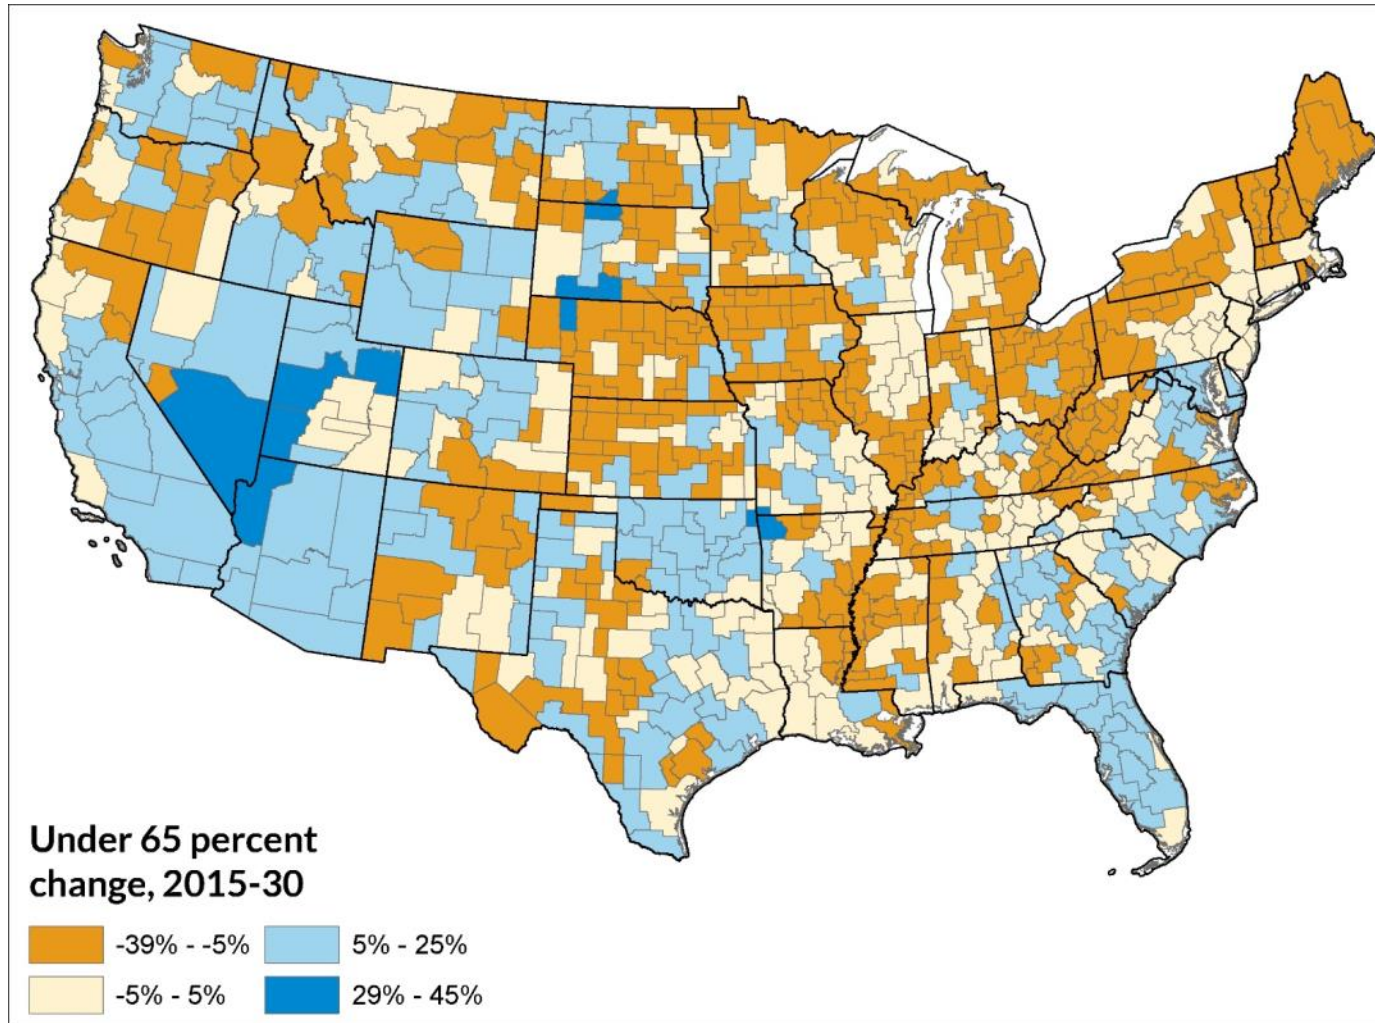 Under 65 percent
change, 2015-30
-39% - -5%
5% - 25%
-5% - 5%
29% - 45%